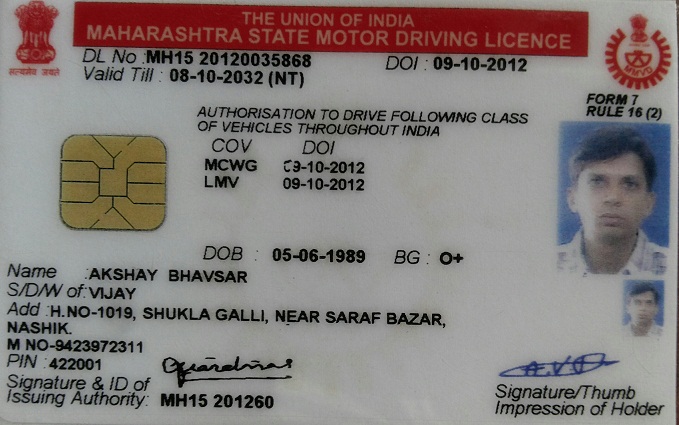 THE UNION OF INDIA
MAHARASHTRA STATE MOTOR DRIVING LICENCE
DL No : MH15 20120035868 DOI : 09-10-2012
Valid Till : 08-10-2032 (NT)
सत्यमेव जयते
MMVD
FORM 7
RULE 16 (2)
AUTHORISATION TO DRIVE FOLLOWING CLASS
OF VEHICLES THROUGHOUT INDIA
COV DOI
MCWG 09-10-2012
LMV 09-10-2012
DOB : 05-06-1989 BG : O+
Name : AKSHAY BHAVSAR
S/D/W of : VIJAY
Add : H.NO-1019, SHUKLA GALLI, NEAR SARAF BAZAR,
NASHIK.
M NO-9423972311
PIN : 422001
Signature & ID of
Issuing Authority: MH15 201260
Signature/Thumb
Impression of Holder